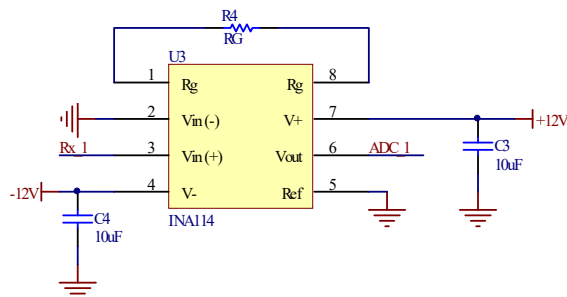 R4
RG
U3
1 Rg Rg 8
2 Vin (-) V+ 7 +12V
Rx_1 3 Vin (+) Vout 6 ADC_1
C3
10uF
-12V 4 V- Ref 5
C4
10uF
INA114